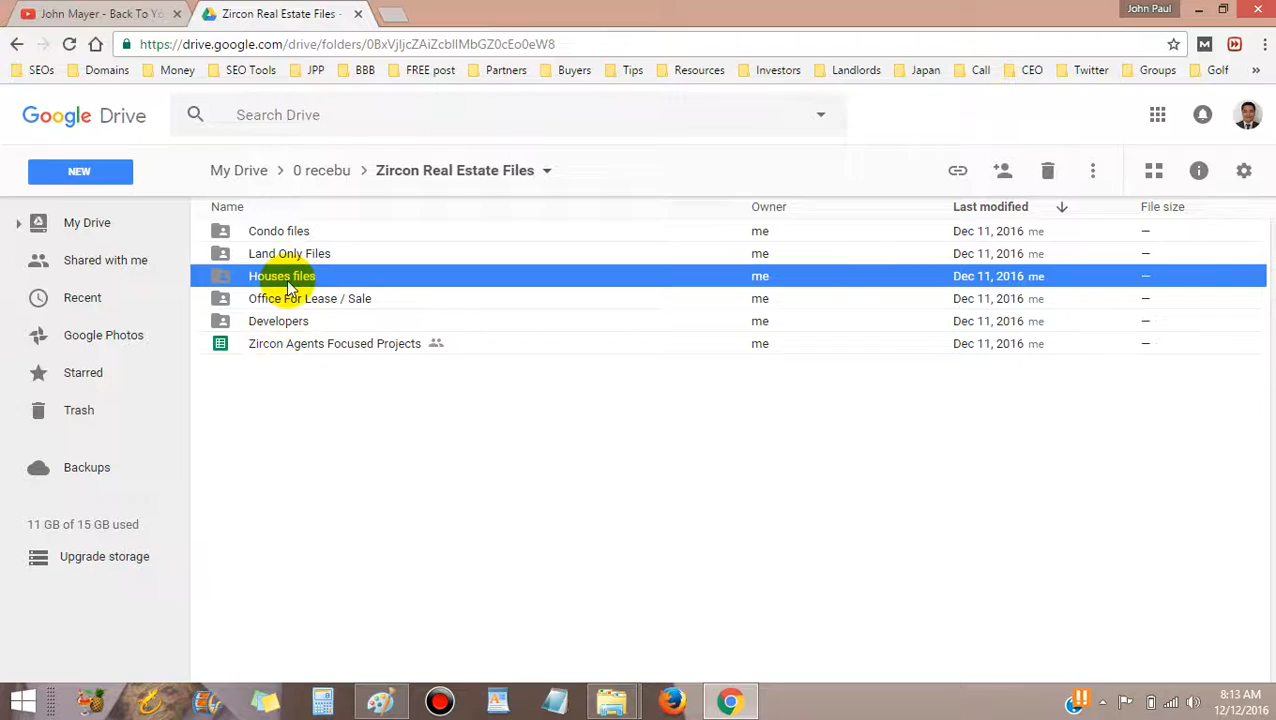 John Mayer - Back To Yo
Zircon Real Estate Files -
John Paul
https://drive.google.com/drive/folders/0BxVjIjcZAiZcbllMbGZ0cEo0eW8
SEOs Domains Money SEO Tools JPP BBB FREE post Partners Buyers Tips Resources Investors Landlords Japan Call CEO Twitter Groups Golf »
Google Drive
Search Drive
NEW
My Drive > 0 recebu > Zircon Real Estate Files
Name Owner Last modified File size
My Drive
Shared with me
Recent
Google Photos
Starred
Trash
Backups
11 GB of 15 GB used
Upgrade storage
Condo files me Dec 11, 2016 me –
Land Only Files me Dec 11, 2016 me –
Houses files me Dec 11, 2016 me –
Office For Lease / Sale me Dec 11, 2016 me –
Developers me Dec 11, 2016 me –
Zircon Agents Focused Projects me Dec 11, 2016 me –
8:13 AM
12/12/2016